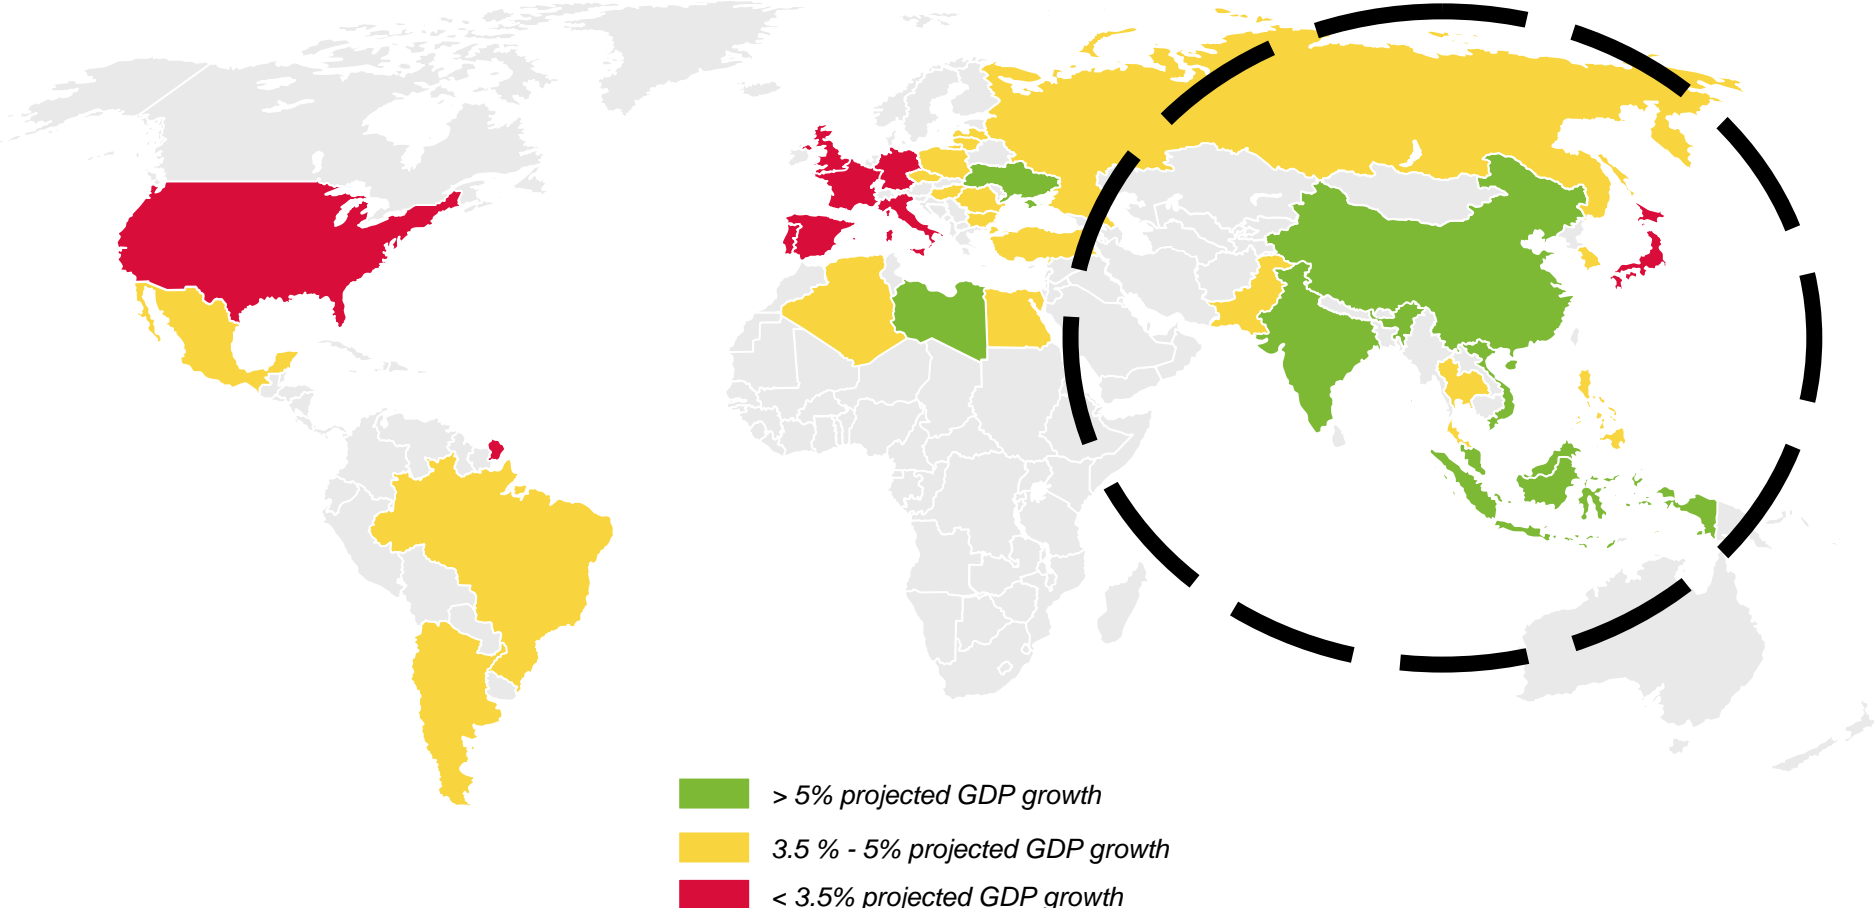 > 5% projected GDP growth
3.5 % - 5% projected GDP growth
< 3.5% projected GDP growth